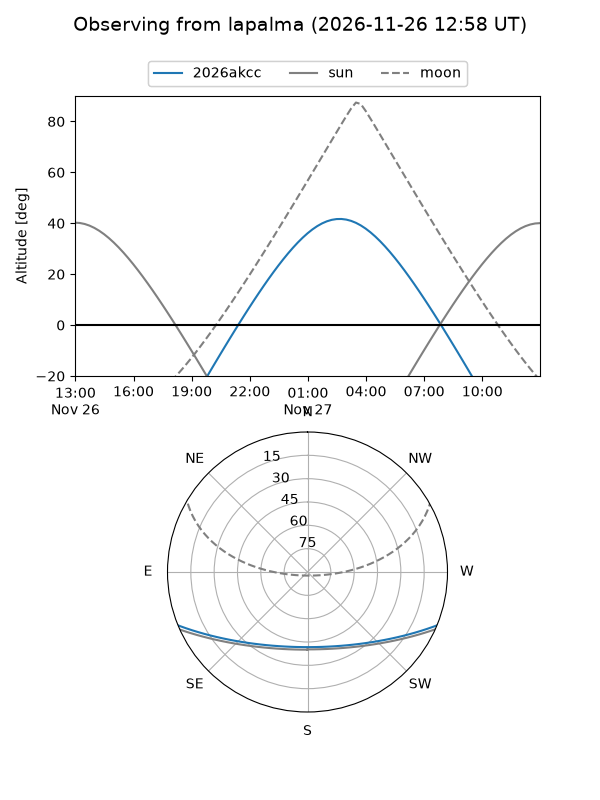 Observing from lapalma (2026-11-26 12:58 UT)
2026akcc sun moon
Altitude [deg]
80
60
40
20
0
−20
13:00 16:00 19:00 22:00 01:00 04:00 07:00 10:00
Nov 26 Nov 27
N
NE NW
15
30
45
60
75
E W
SE SW
S